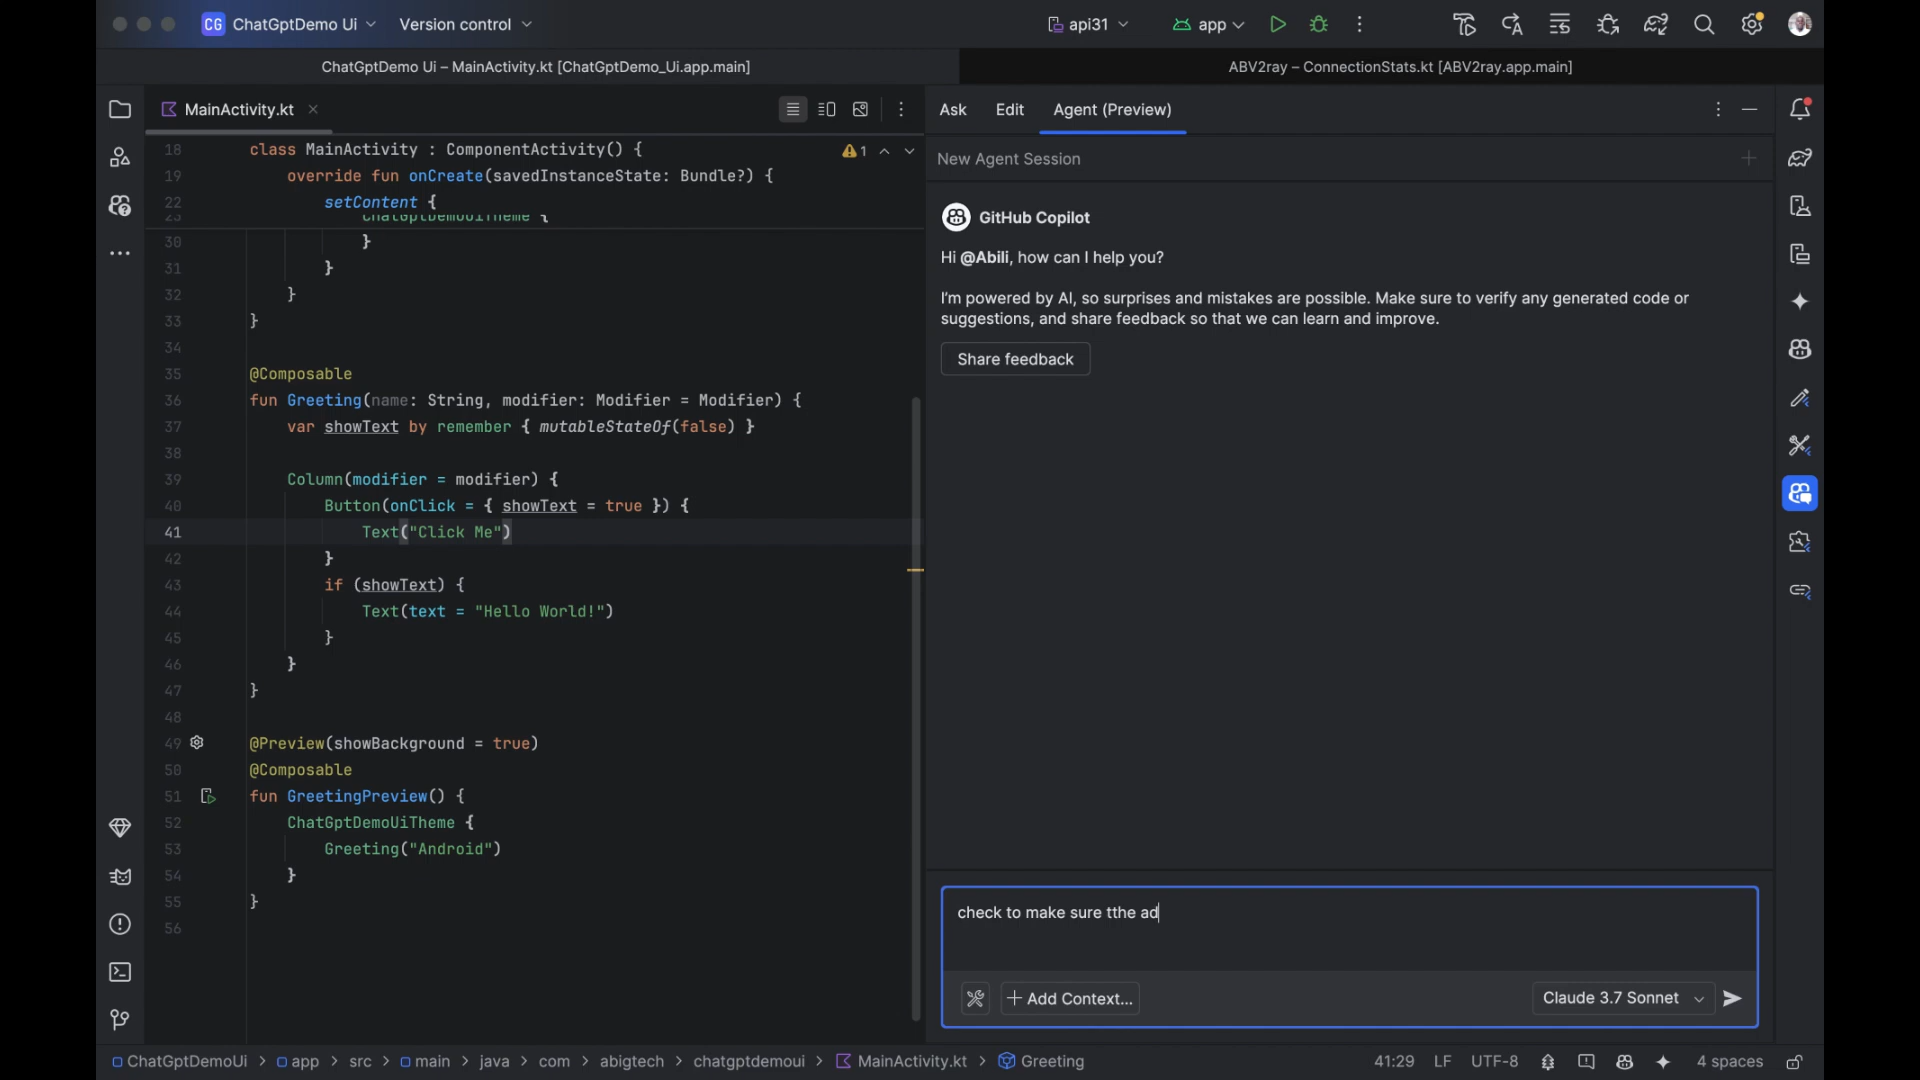 CG ChatGptDemo Ui Version control api31 app
ChatGptDemo Ui – MainActivity.kt [ChatGptDemo_Ui.app.main] ABV2ray – ConnectionStats.kt [ABV2ray.app.main]
MainActivity.kt
18 class MainActivity : ComponentActivity() { 1
19 override fun onCreate(savedInstanceState: Bundle?) {
22 setContent {
23 ChatGptDemoUiTheme {
30 }
31 }
32 }
33 }
34
35 @Composable
36 fun Greeting(name: String, modifier: Modifier = Modifier) {
37 var showText by remember { mutableStateOf(false) }
38
39 Column(modifier = modifier) {
40 Button(onClick = { showText = true }) {
41 Text("Click Me")
42 }
43 if (showText) {
44 Text(text = "Hello World!")
45 }
46 }
47 }
48
49 @Preview(showBackground = true)
50 @Composable
51 fun GreetingPreview() {
52 ChatGptDemoUiTheme {
53 Greeting("Android")
54 }
55 }
56
Ask Edit Agent (Preview)
New Agent Session
GitHub Copilot
Hi @Abili, how can I help you?
I'm powered by AI, so surprises and mistakes are possible. Make sure to verify any generated code or
suggestions, and share feedback so that we can learn and improve.
Share feedback
check to make sure tthe ad
Add Context... Claude 3.7 Sonnet
ChatGptDemoUi > app > src > main > java > com > abigtech > chatgptdemoui > MainActivity.kt > Greeting 41:29 LF UTF-8 4 spaces